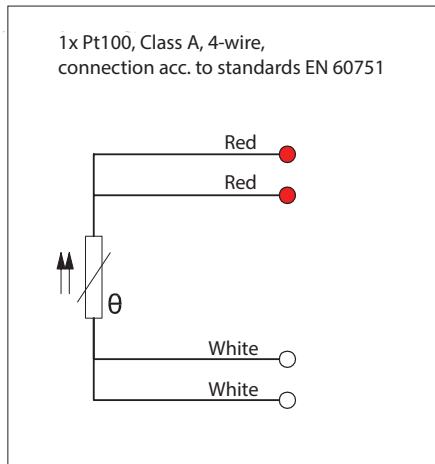 1x Pt100, Class A, 4-wire,
connection acc. to standards EN 60751
Red
Red
θ
White
White